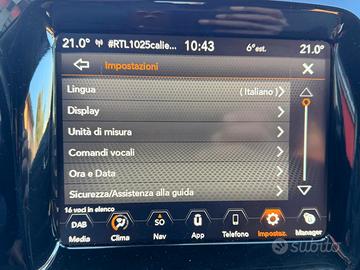 21.0° #RTL1025calie... 10:43 6°est. 21.0°
Impostazioni
Lingua (Italiano)
Display
Unità di misura
Comandi vocali
Ora e Data
Sicurezza/Assistenza alla guida
16 voci in elenco
DAB SO
Media Clima Nav App Telefono Impostaz. Manager
subito